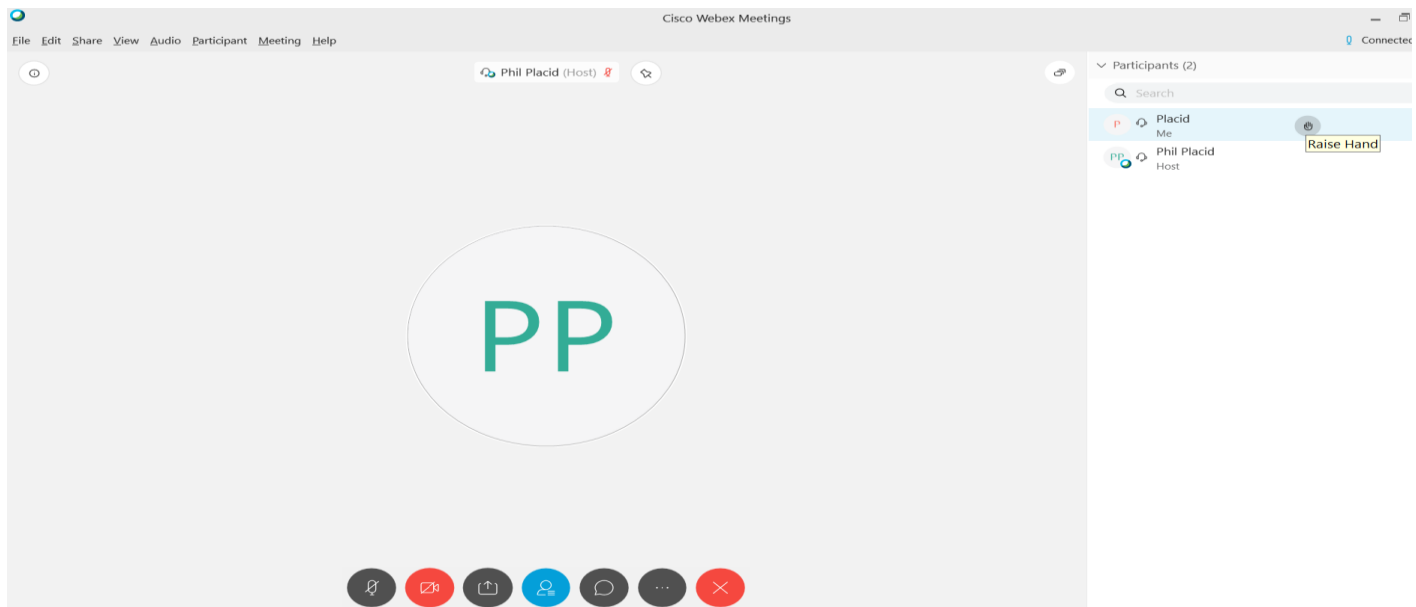 Cisco Webex Meetings
File Edit Share View Audio Participant Meeting Help
Connected
Phil Placid (Host)
Participants (2)
Search
P
Placid
Me
Raise Hand
PP
Phil Placid
Host
PP